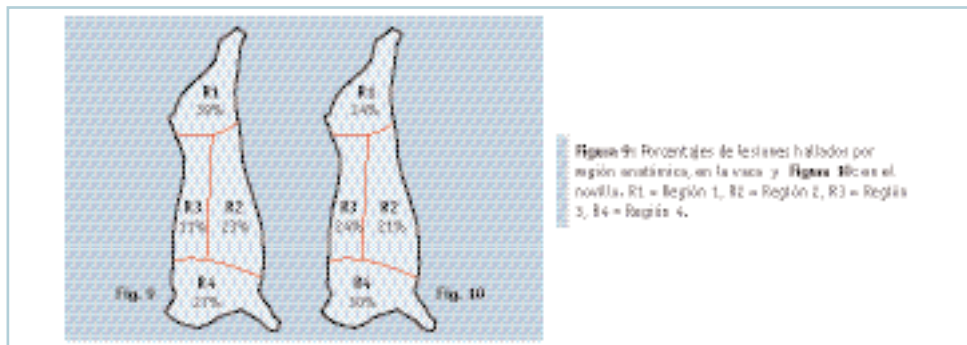 R1 R1
39% 24%
R3 R2 R3 R2
11% 23% 24% 21%
R4 R4
Fig. 9 27% 30% Fig. 10
Figura 9: Porcentajes de lesiones hallados por
región anatómica, en la vaca y Figura 10: en el
novillo. R1 = Región 1, R2 = Región 2, R3 = Región
3, R4 = Región 4.